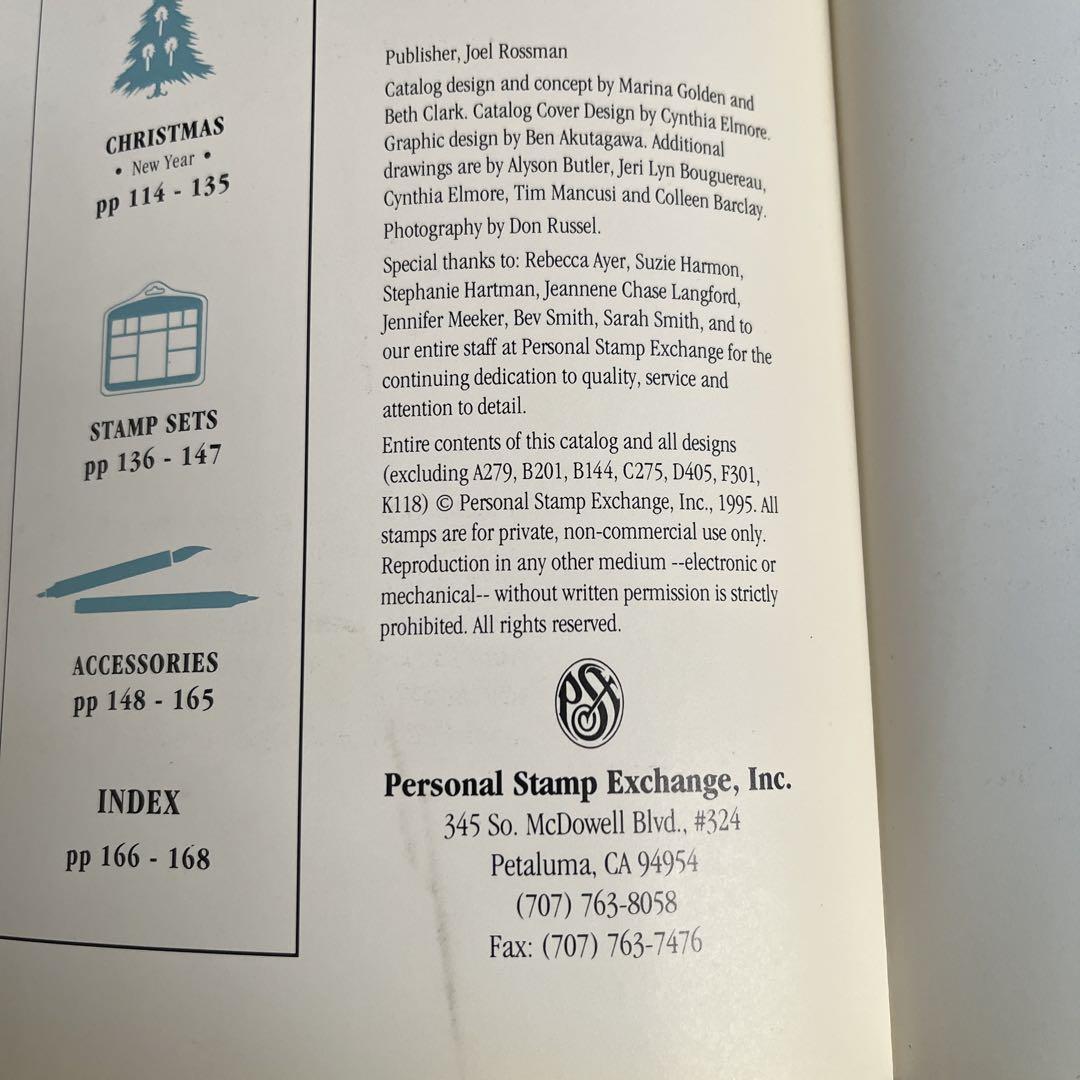 CHRISTMAS
• New Year •
pp 114 - 135
STAMP SETS
pp 136 - 147
ACCESSORIES
pp 148 - 165
INDEX
pp 166 - 168
Publisher, Joel Rossman
Catalog design and concept by Marina Golden and
Beth Clark. Catalog Cover Design by Cynthia Elmore.
Graphic design by Ben Akutagawa. Additional
drawings are by Alyson Butler, Jeri Lyn Bouguereau,
Cynthia Elmore, Tim Mancusi and Colleen Barclay.
Photography by Don Russel.
Special thanks to: Rebecca Ayer, Suzie Harmon,
Stephanie Hartman, Jeannene Chase Langford,
Jennifer Meeker, Bev Smith, Sarah Smith, and to
our entire staff at Personal Stamp Exchange for the
continuing dedication to quality, service and
attention to detail.
Entire contents of this catalog and all designs
(excluding A279, B201, B144, C275, D405, F301,
K118) © Personal Stamp Exchange, Inc., 1995. All
stamps are for private, non-commercial use only.
Reproduction in any other medium --electronic or
mechanical-- without written permission is strictly
prohibited. All rights reserved.
PSX
Personal Stamp Exchange, Inc.
345 So. McDowell Blvd., #324
Petaluma, CA 94954
(707) 763-8058
Fax: (707) 763-7476